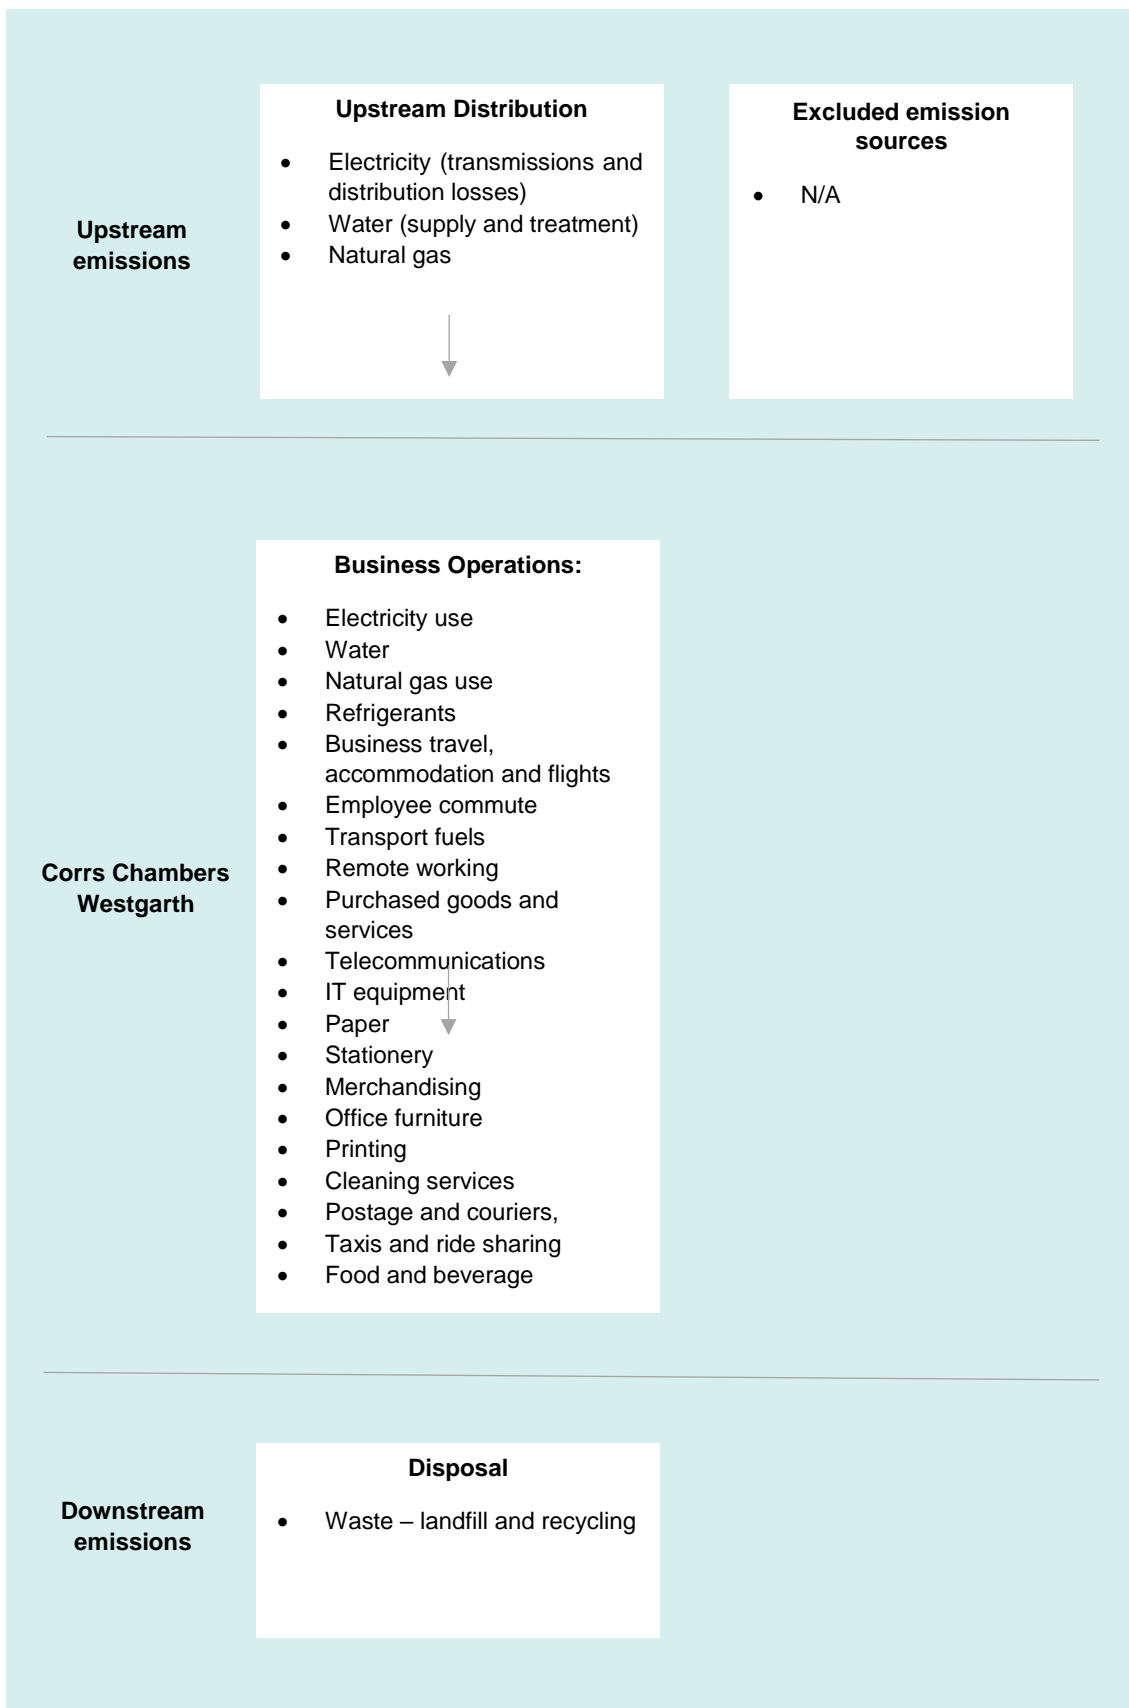 Upstream
emissions
Upstream Distribution
• Electricity (transmissions and
distribution losses)
• Water (supply and treatment)
• Natural gas
Excluded emission
sources
• N/A
Corrs Chambers
Westgarth
Business Operations:
• Electricity use
• Water
• Natural gas use
• Refrigerants
• Business travel,
accommodation and flights
• Employee commute
• Transport fuels
• Remote working
• Purchased goods and
services
• Telecommunications
• IT equipment
• Paper
• Stationery
• Merchandising
• Office furniture
• Printing
• Cleaning services
• Postage and couriers,
• Taxis and ride sharing
• Food and beverage
Downstream
emissions
Disposal
• Waste – landfill and recycling